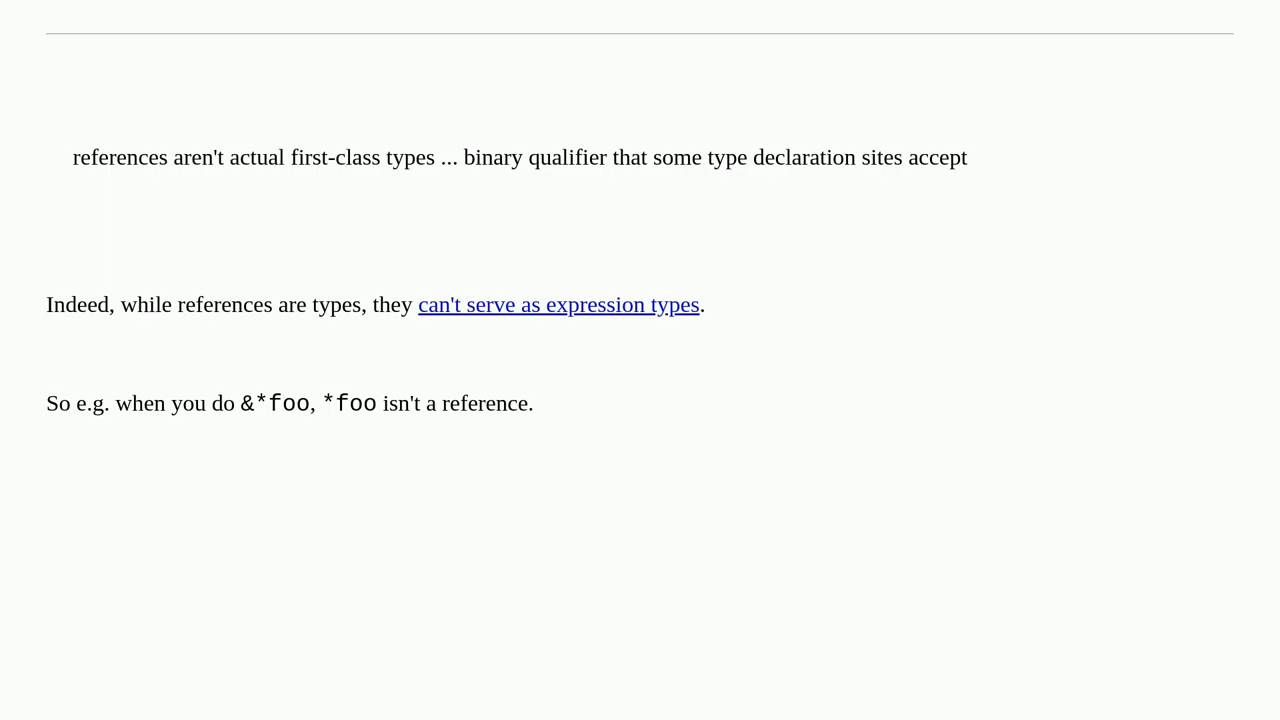 references aren't actual first-class types ... binary qualifier that some type declaration sites accept
Indeed, while references are types, they can't serve as expression types.
So e.g. when you do &*foo, *foo isn't a reference.